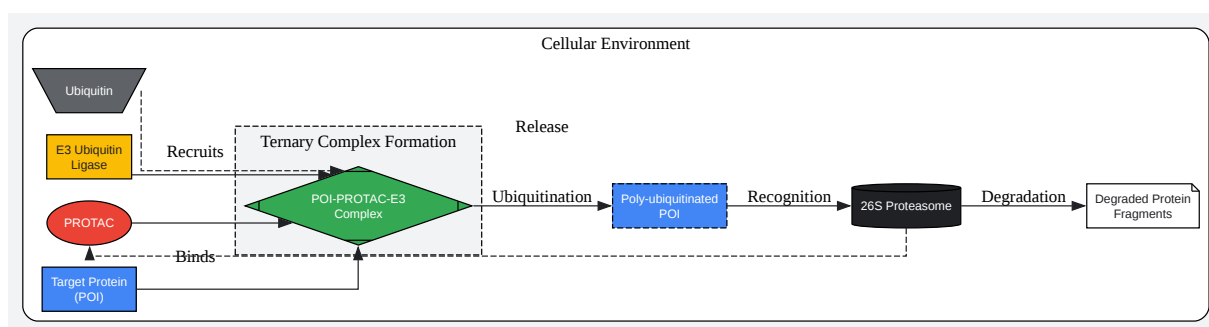 Cellular Environment
Ubiquitin
E3 Ubiquitin
Ligase
Recruits
PROTAC
Binds
Target Protein
(POI)
Ternary Complex Formation
POI-PROTAC-E3
Complex
Release
Ubiquitination
Poly-ubiquitinated
POI
Recognition
26S Proteasome
Degradation
Degraded Protein
Fragments